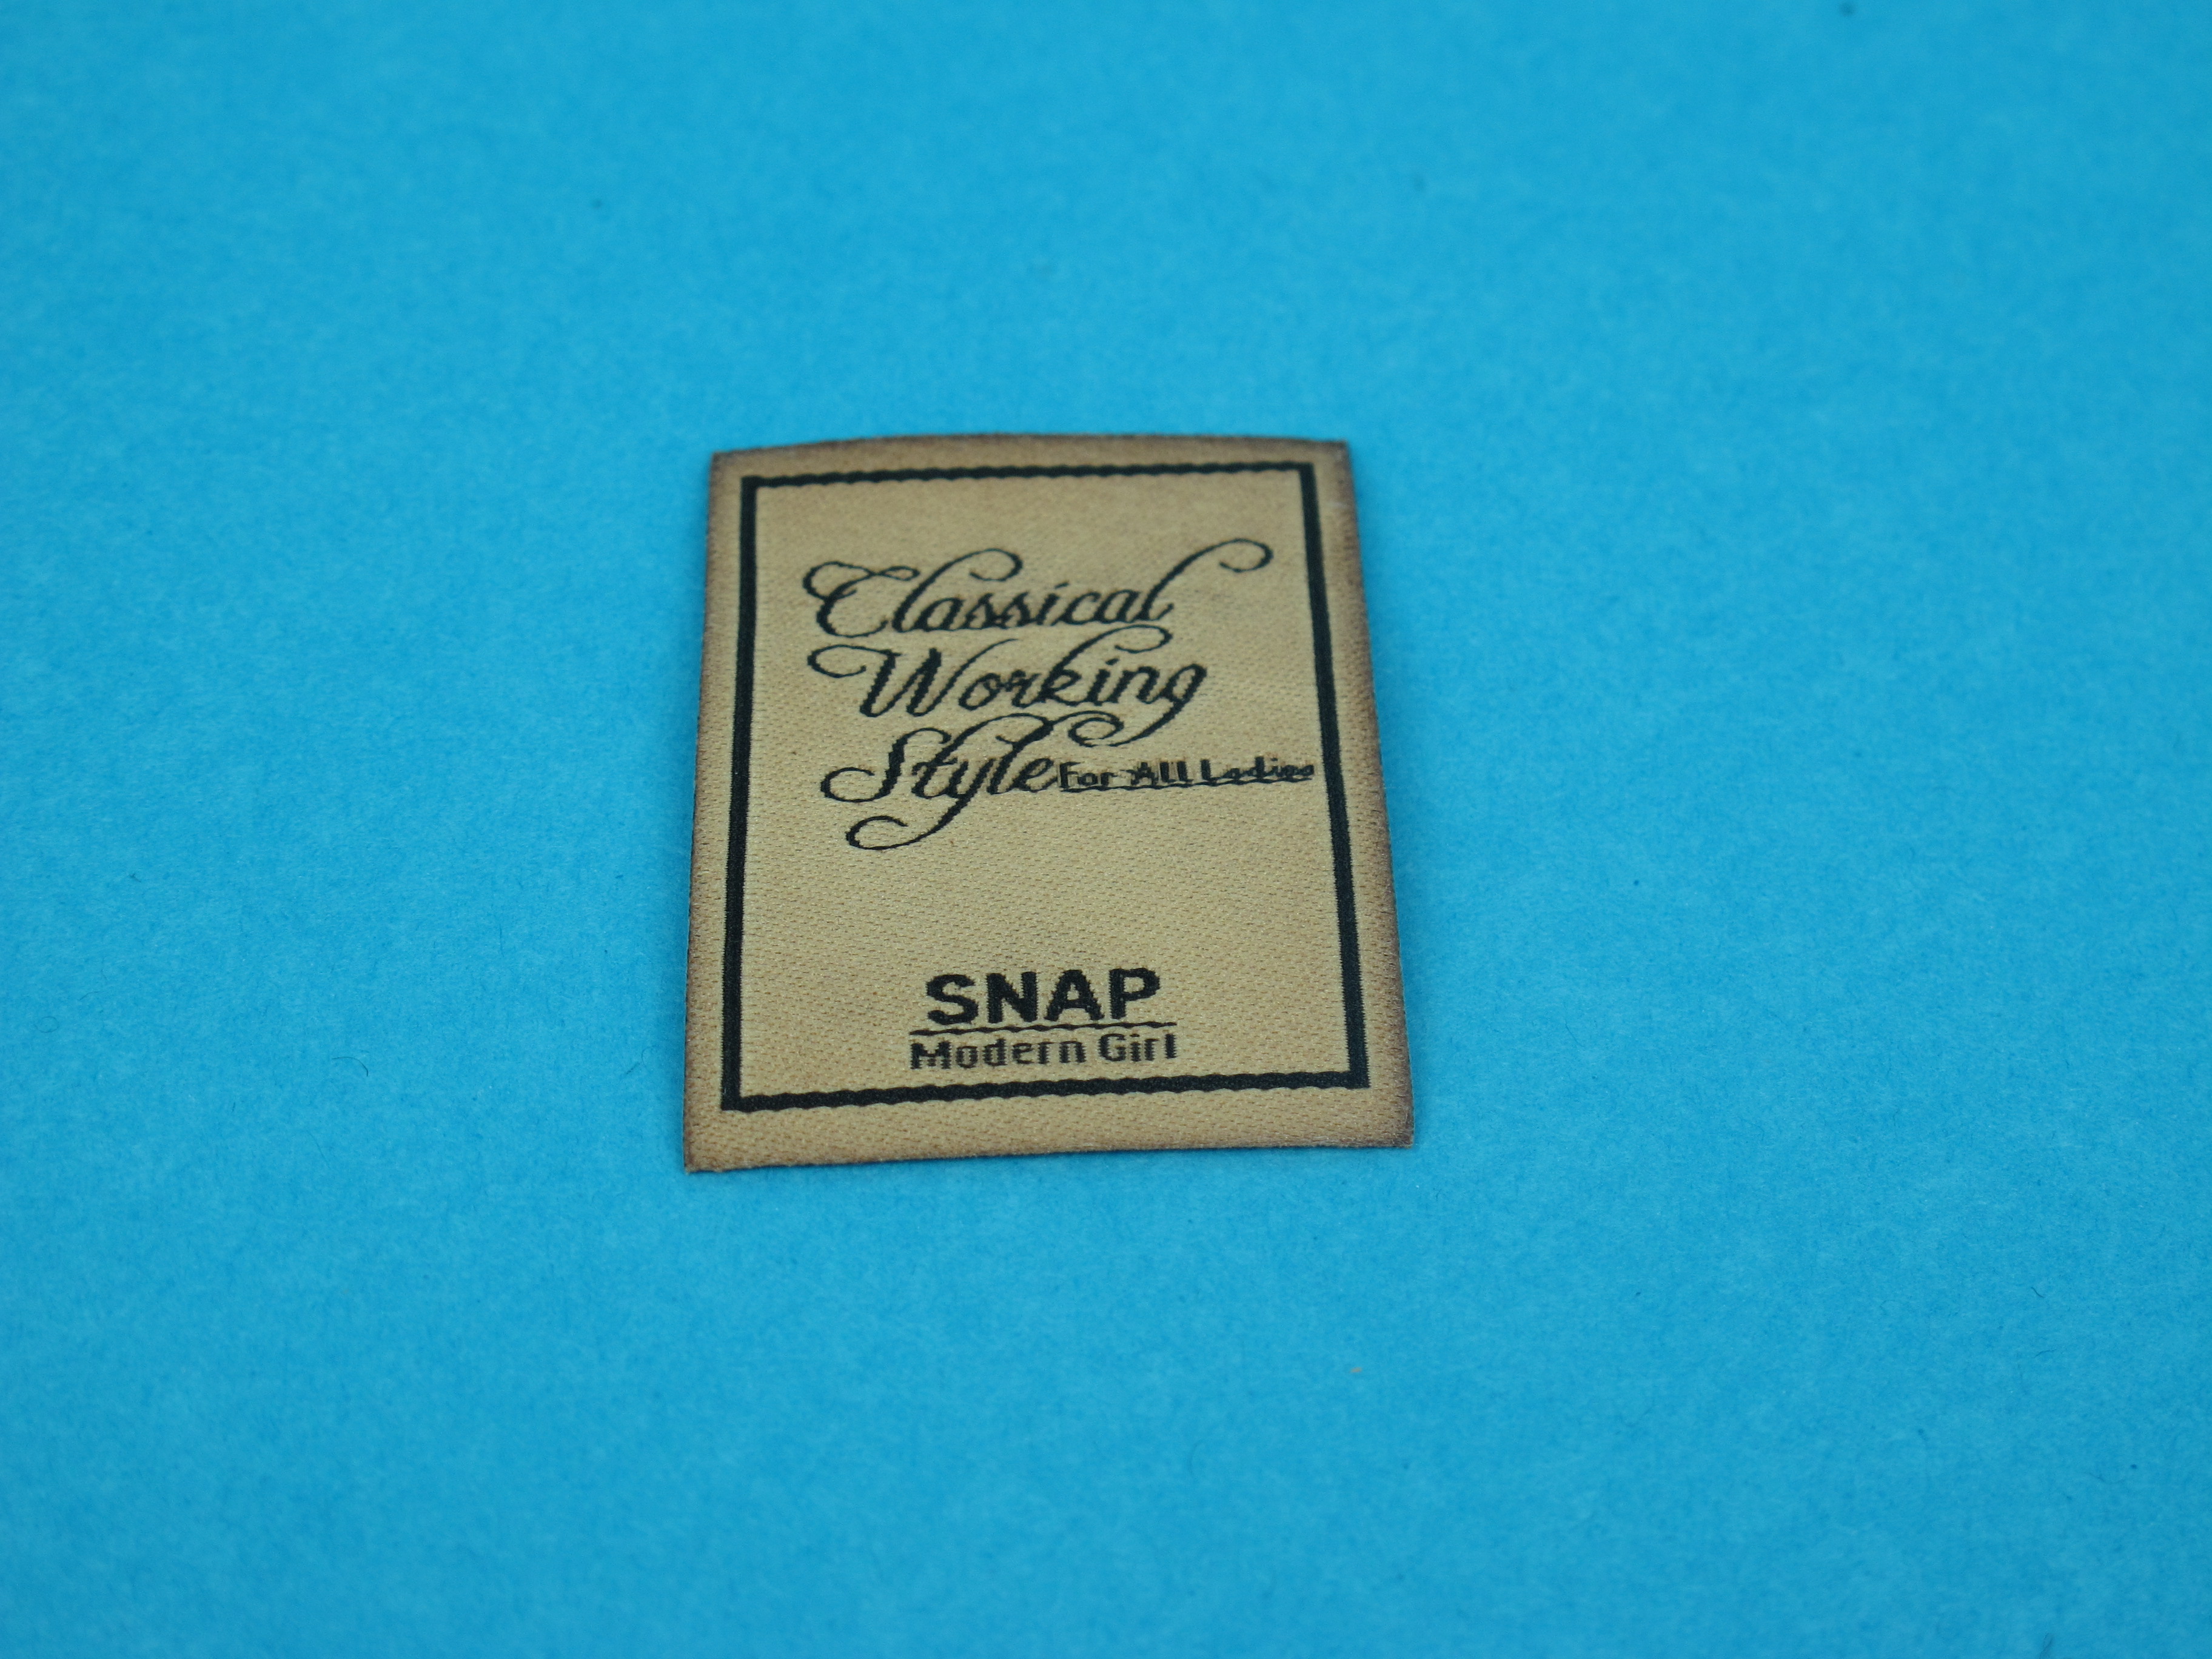 Classical
Working
Style For All Ladies
SNAP
Modern Girl